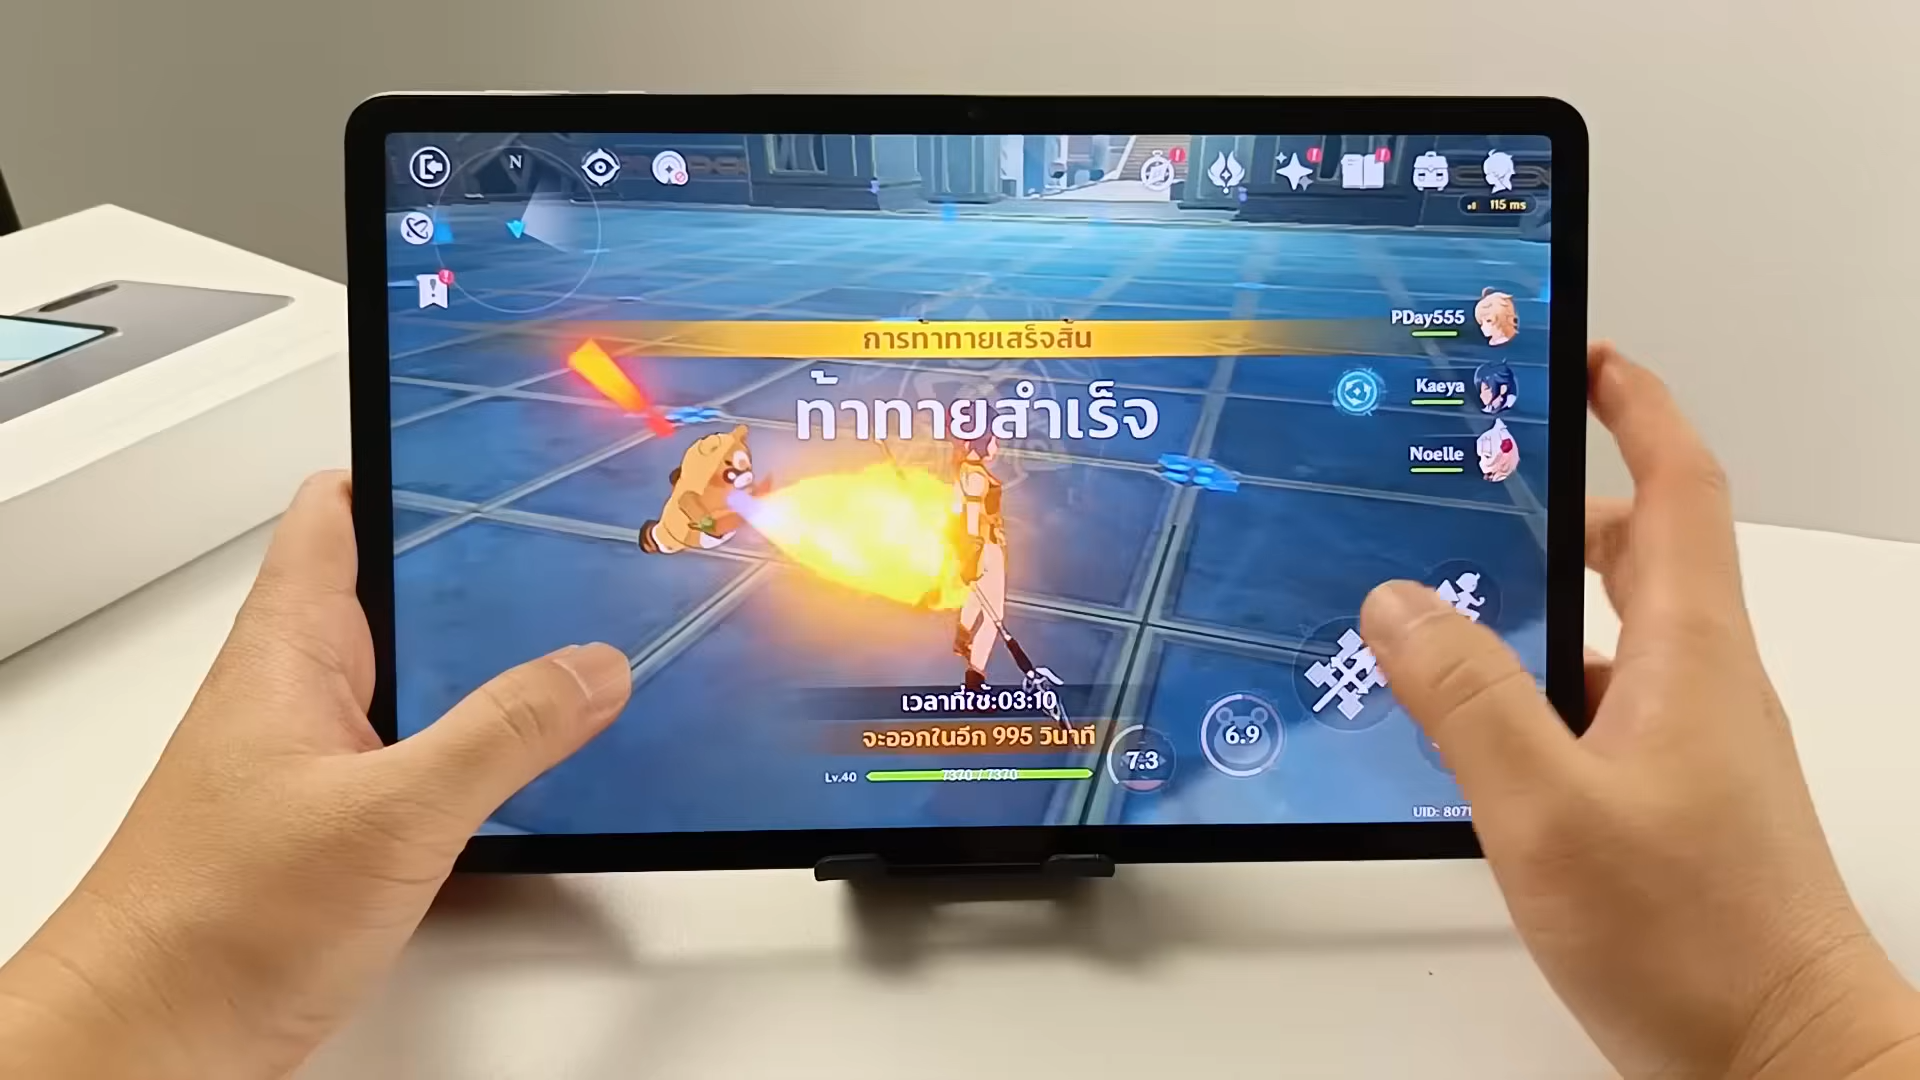 N
115 ms
PDay555
การท้าทายเสร็จสิ้น
Kaeya
ท้าทายสำเร็จ
Noelle
เวลาที่ใช้:03:10
จะออกในอีก 995 วินาที
6.9
7.3
Lv.40
7370 / 7370
UID: 8071